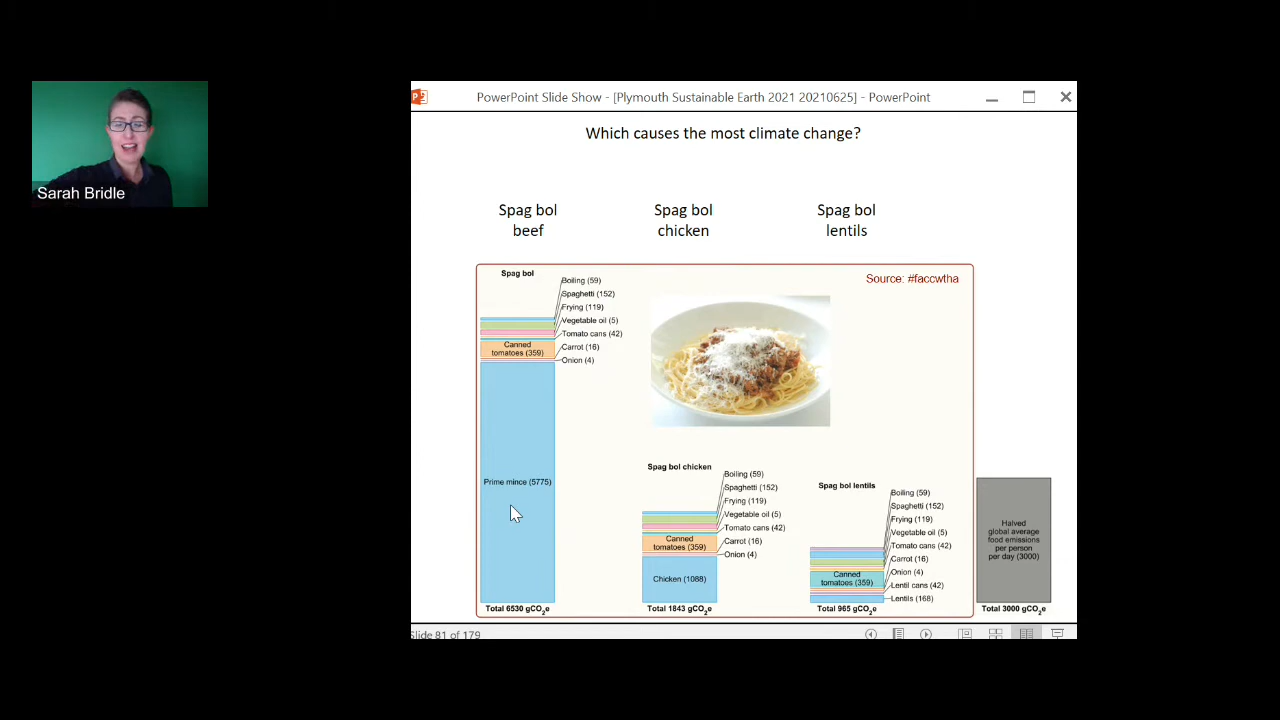 PowerPoint Slide Show - [Plymouth Sustainable Earth 2021 20210625] - PowerPoint
Sarah Bridle
Which causes the most climate change?
Spag bol
beef
Spag bol
chicken
Spag bol
lentils
Source: #faccwtha
Spag bol
Boiling (59)
Spaghetti (152)
Frying (119)
Vegetable oil (5)
Tomato cans (42)
Canned
tomatoes (359)
Carrot (16)
Onion (4)
Prime mince (5775)
Total 6530 gCO₂e
Spag bol chicken
Boiling (59)
Spaghetti (152)
Frying (119)
Vegetable oil (5)
Tomato cans (42)
Canned
tomatoes (359)
Carrot (16)
Onion (4)
Chicken (1088)
Total 1843 gCO₂e
Spag bol lentils
Boiling (59)
Spaghetti (152)
Frying (119)
Vegetable oil (5)
Tomato cans (42)
Carrot (16)
Onion (4)
Canned
tomatoes (359)
Lentil cans (42)
Lentils (168)
Total 965 gCO₂e
Halved
global average
food emissions
per person
per day (3000)
Total 3000 gCO₂e
Slide 81 of 179